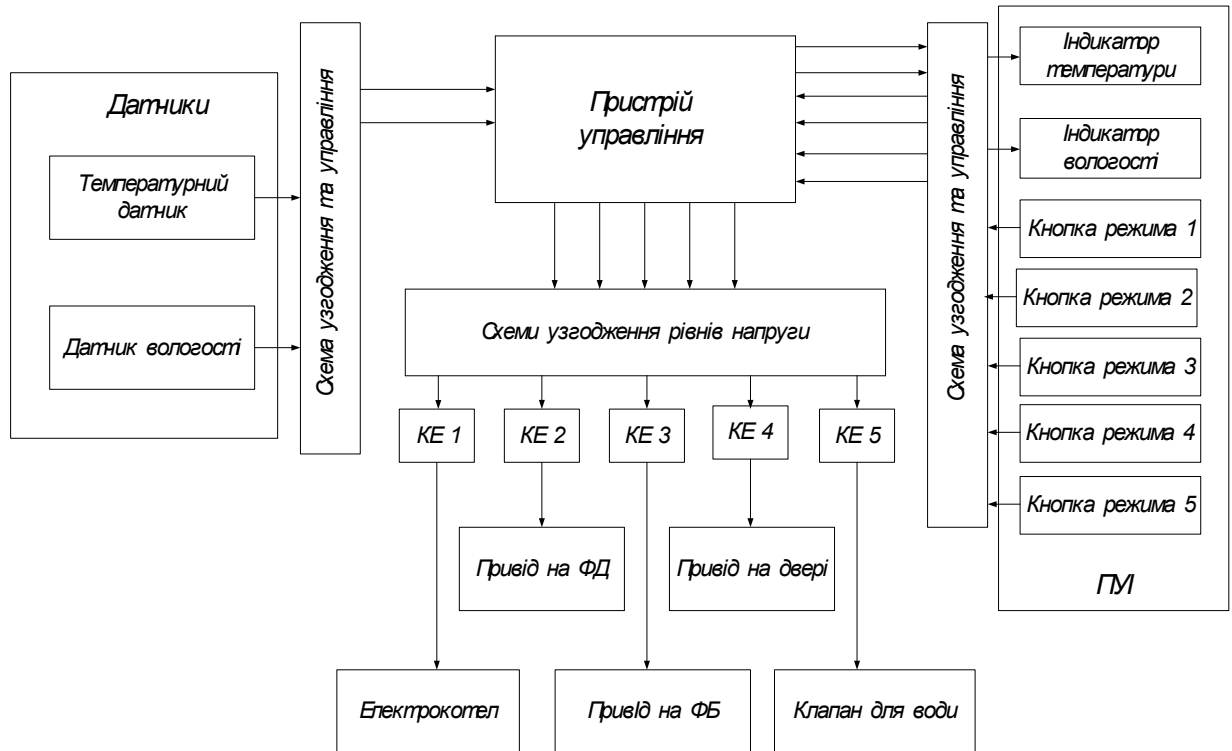 Датчики
Температурний
датчик
Датчик вологості
Схема узгодження та управління
Пристрій
управління
Схеми узгодження рівнів напруги
КЕ 1
КЕ 2
КЕ 3
КЕ 4
КЕ 5
Привід на ФД
Привід на двері
Електрокотел
Привід на ФБ
Клапан для води
Схема узгодження та управління
Індикатор
температури
Індикатор
вологості
Кнопка режима 1
Кнопка режима 2
Кнопка режима 3
Кнопка режима 4
Кнопка режима 5
ПУІ